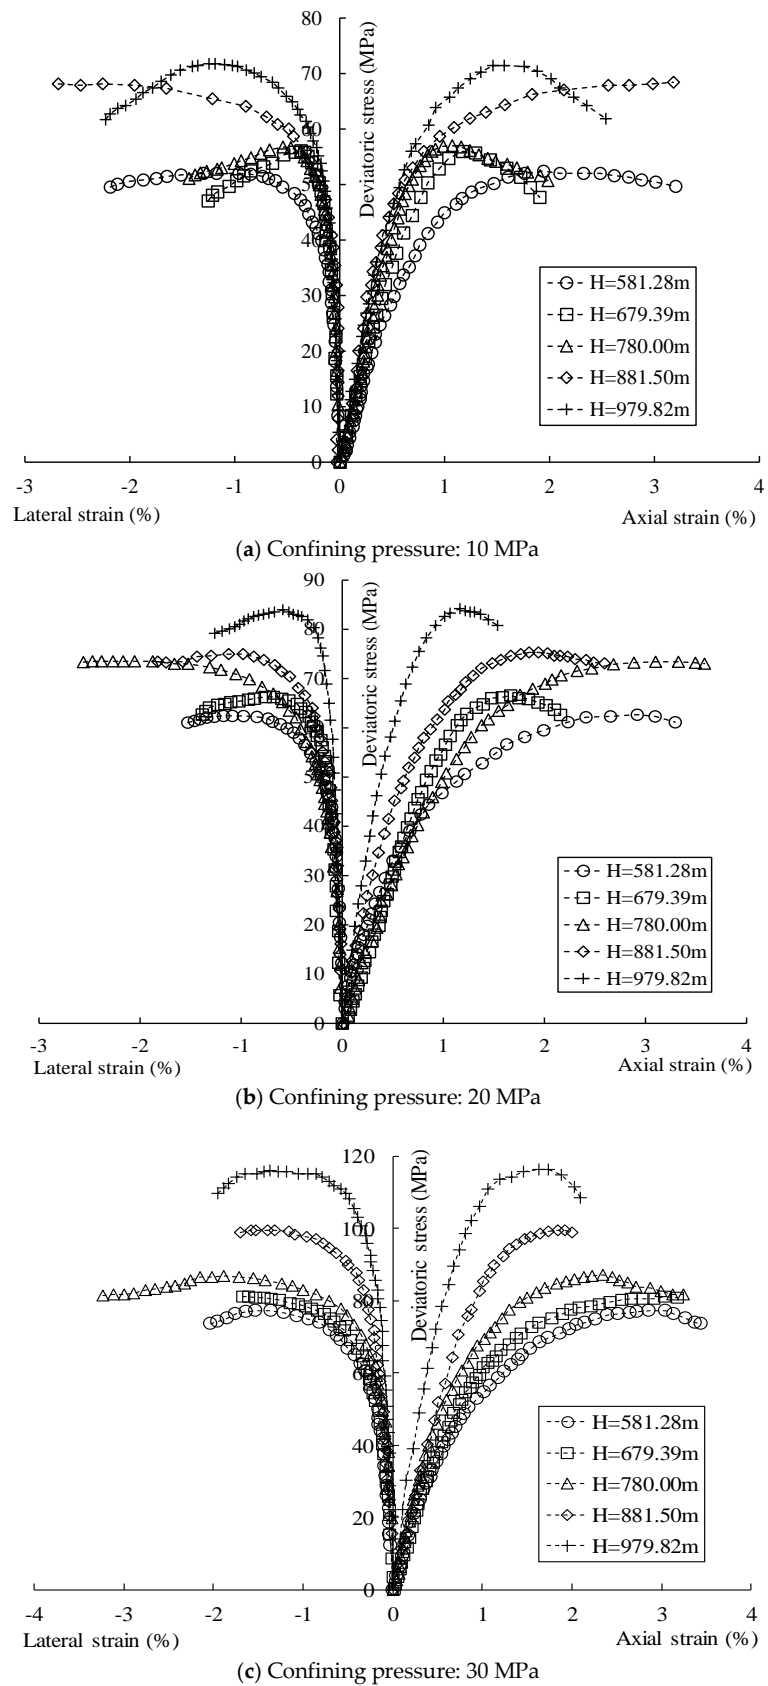 Deviatoric stress (MPa)
80
70
60
50
40
30
20
10
0
-3 -2 -1 0 1 2 3 4
Lateral strain (%) Axial strain (%)
H=581.28m
H=679.39m
H=780.00m
H=881.50m
H=979.82m
(a) Confining pressure: 10 MPa
Deviatoric stress (MPa)
90
80
70
60
50
40
30
20
10
0
-3 -2 -1 0 1 2 3 4
Lateral strain (%) Axial strain (%)
H=581.28m
H=679.39m
H=780.00m
H=881.50m
H=979.82m
(b) Confining pressure: 20 MPa
Deviatoric stress (MPa)
120
100
80
60
40
20
0
-4 -3 -2 -1 0 1 2 3 4
Lateral strain (%) Axial strain (%)
H=581.28m
H=679.39m
H=780.00m
H=881.50m
H=979.82m
(c) Confining pressure: 30 MPa